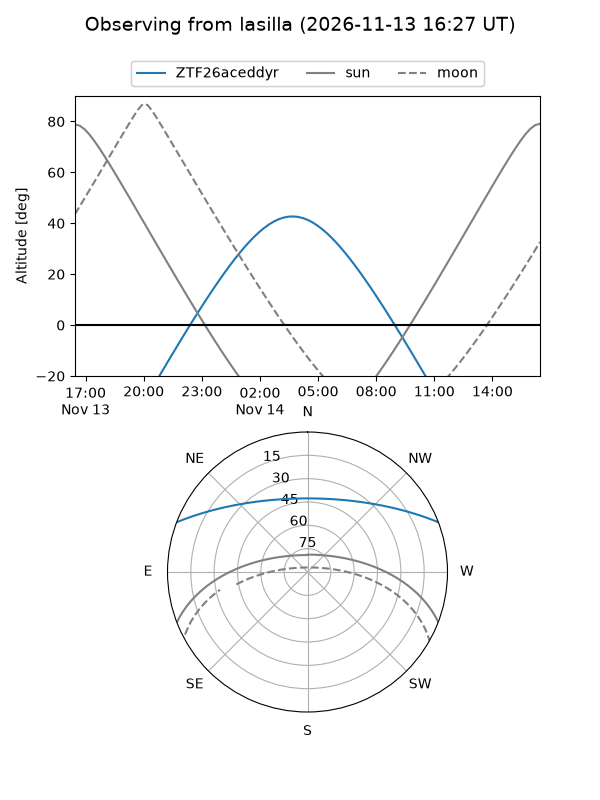 Observing from lasilla (2026-11-13 16:27 UT)
ZTF26aceddyr sun moon
80
60
40
20
0
−20
Altitude [deg]
17:00 20:00 23:00 02:00 05:00 08:00 11:00 14:00
Nov 13 Nov 14
N
NE NW
15
30
45
60
75
E W
SE SW
S